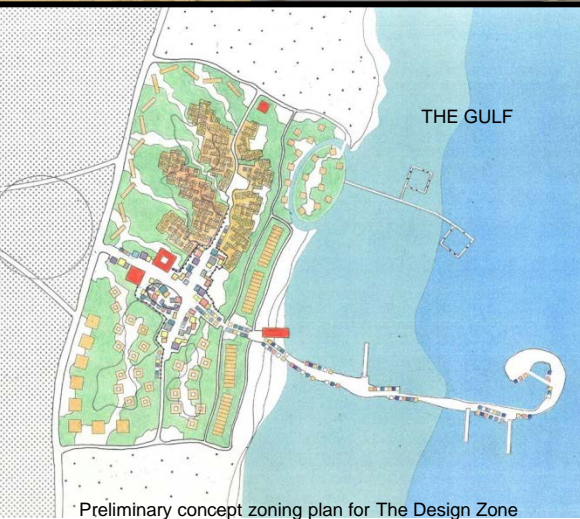 THE GULF
Preliminary concept zoning plan for The Design Zone